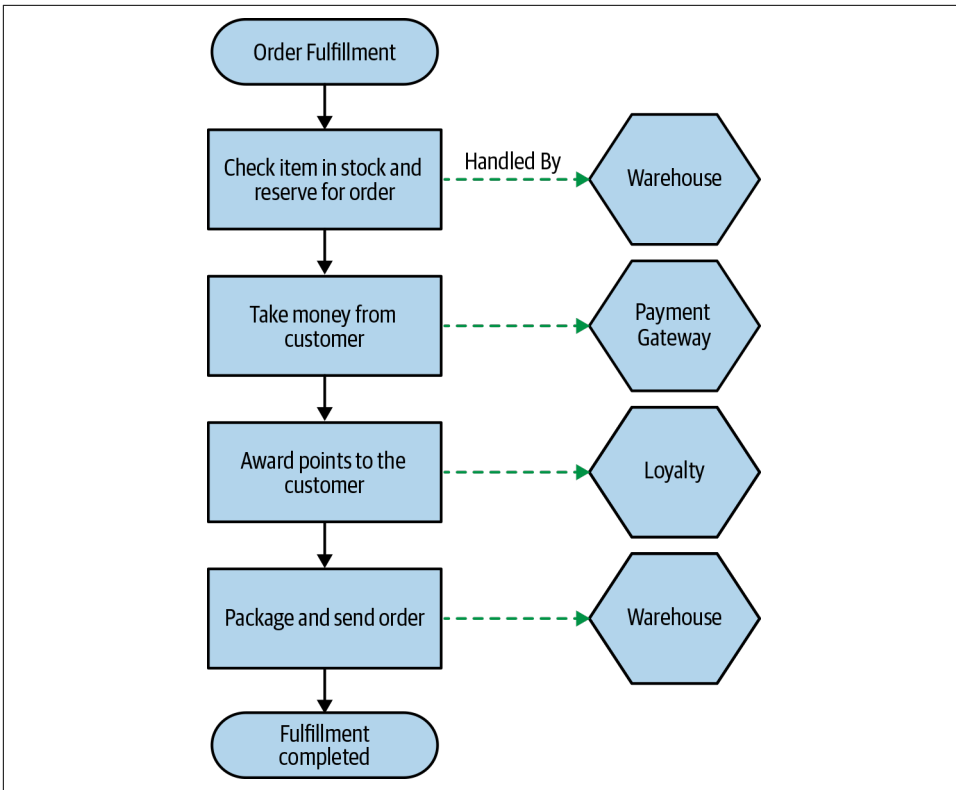 Order Fulfillment
Check item in stock and
reserve for order
Handled By
Warehouse
Take money from
customer
Payment
Gateway
Award points to the
customer
Loyalty
Package and send order
Warehouse
Fulfillment
completed